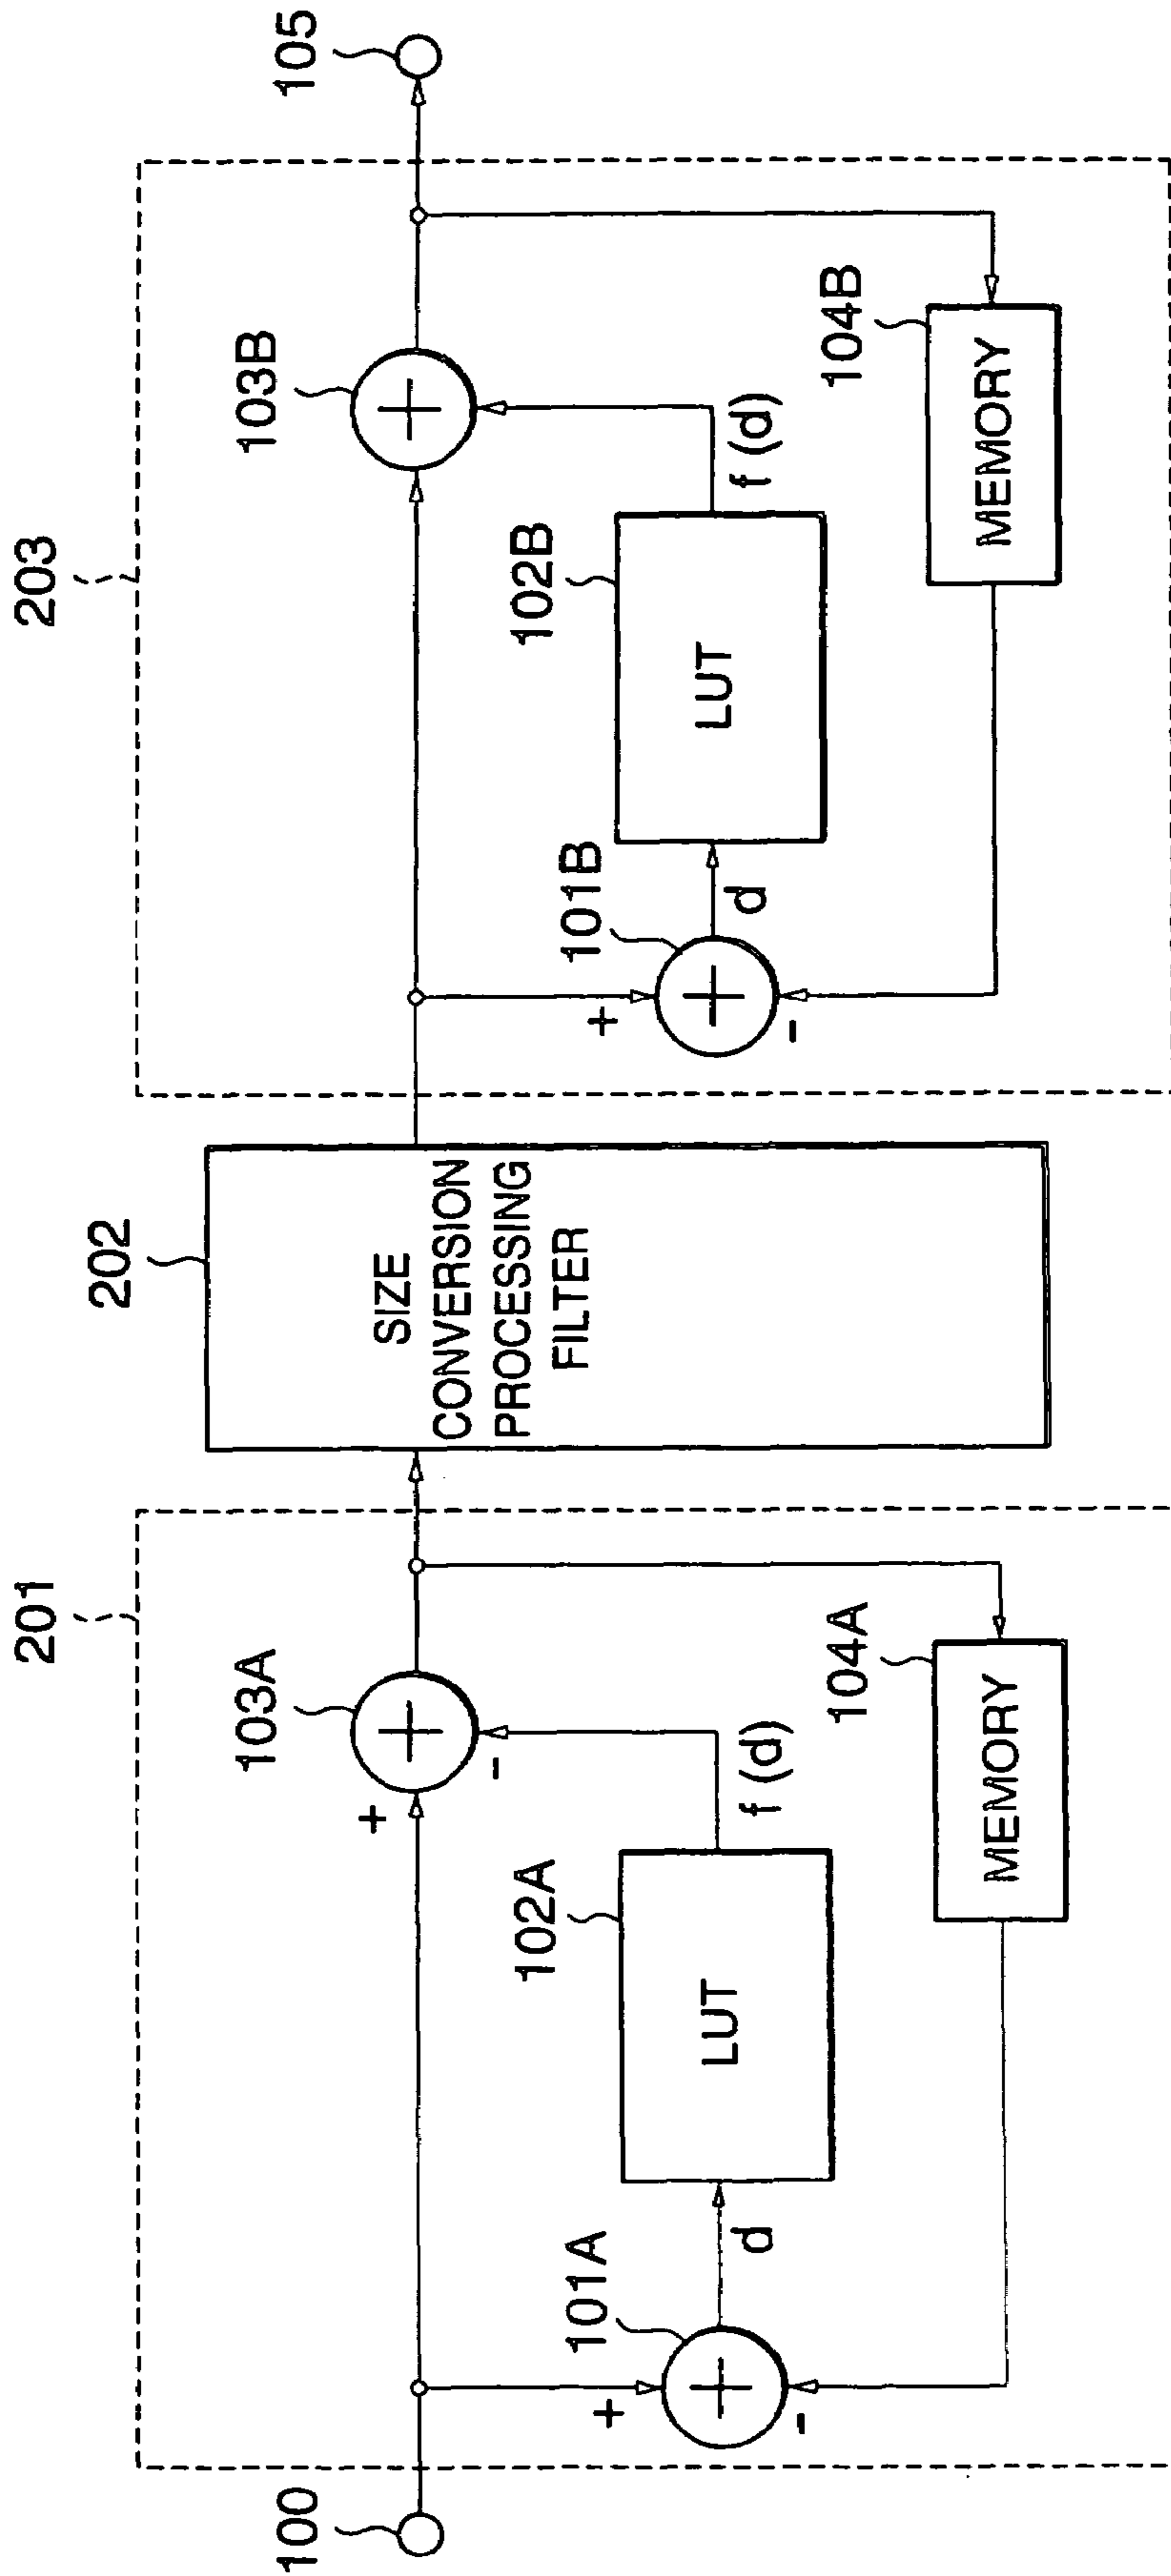 201
202
203
100
101A
+
-
d
102A
LUT
f (d)
103A
+
-
104A
MEMORY
SIZE
CONVERSION
PROCESSING
FILTER
101B
+
-
d
102B
LUT
f (d)
103B
104B
MEMORY
105